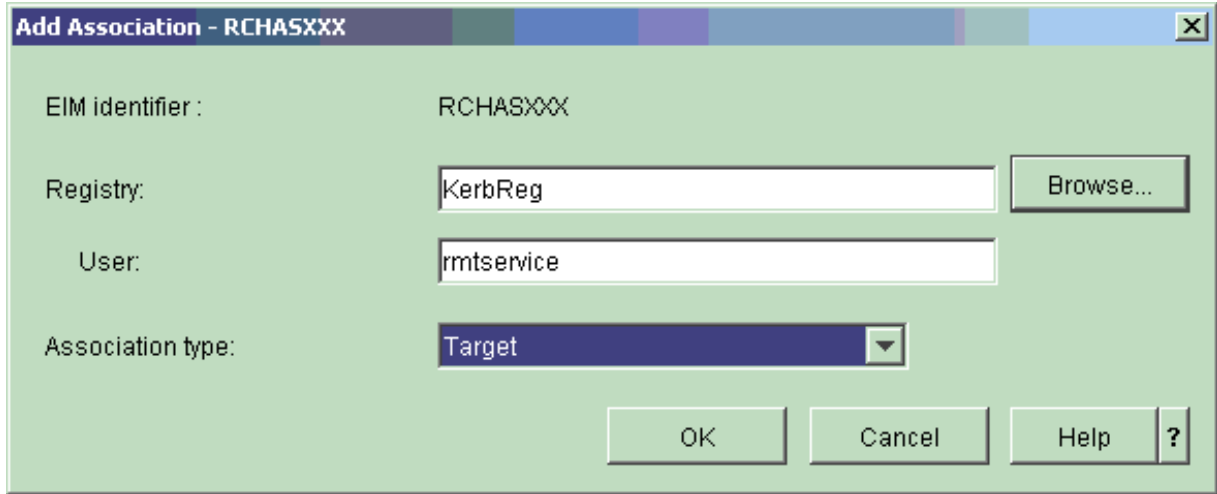 Add Association - RCHASXXX
EIM identifier : RCHASXXX
Registry: KerbReg Browse...
User: rmtservice
Association type: Target
OK Cancel Help ?